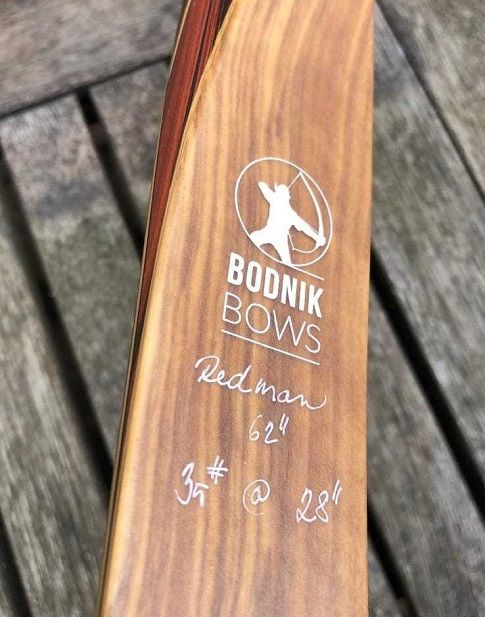 BODNIK
BOWS
Redman
62"
35# @ 28"